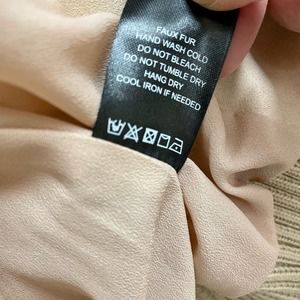 FAUX FUR
HAND WASH COLD
DO NOT BLEACH
DO NOT TUMBLE DRY
HANG DRY
COOL IRON IF NEEDED